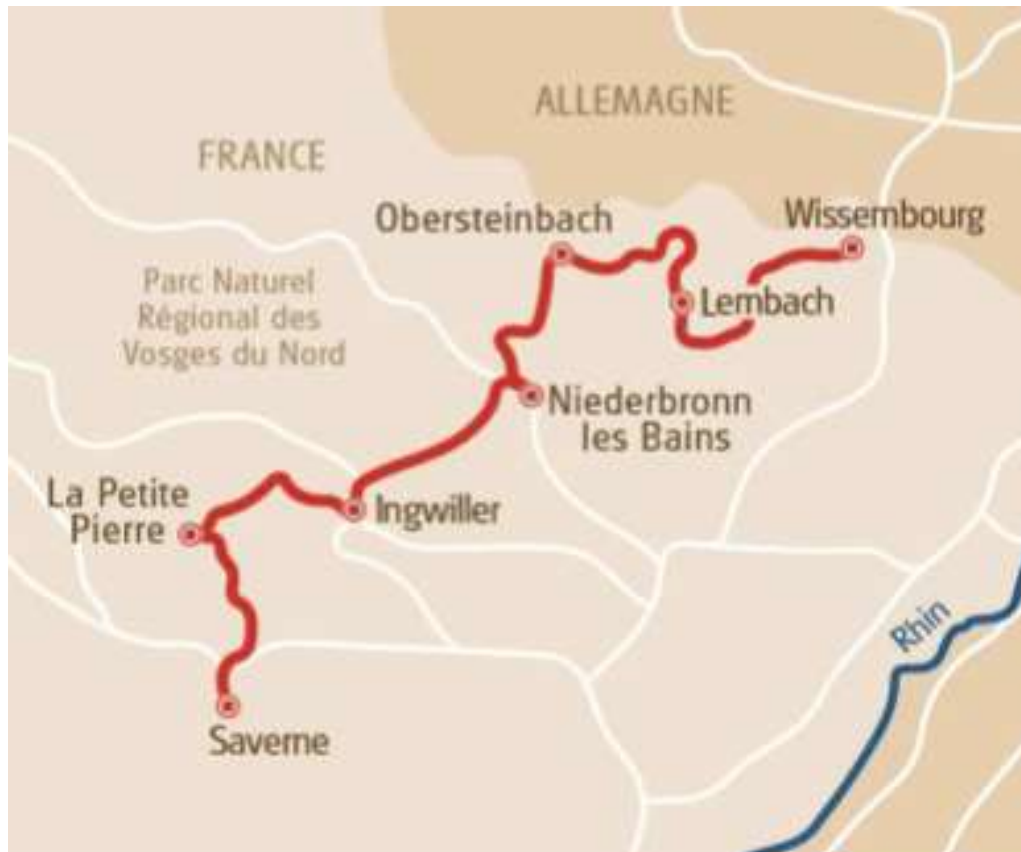 ALLEMAGNE
FRANCE
Obersteinbach
Wissembourg
Parc Naturel
Régional des
Vosges du Nord
Lembach
Niederbronn
les Bains
La Petite
Pierre
Ingwiller
Rhin
Saverne